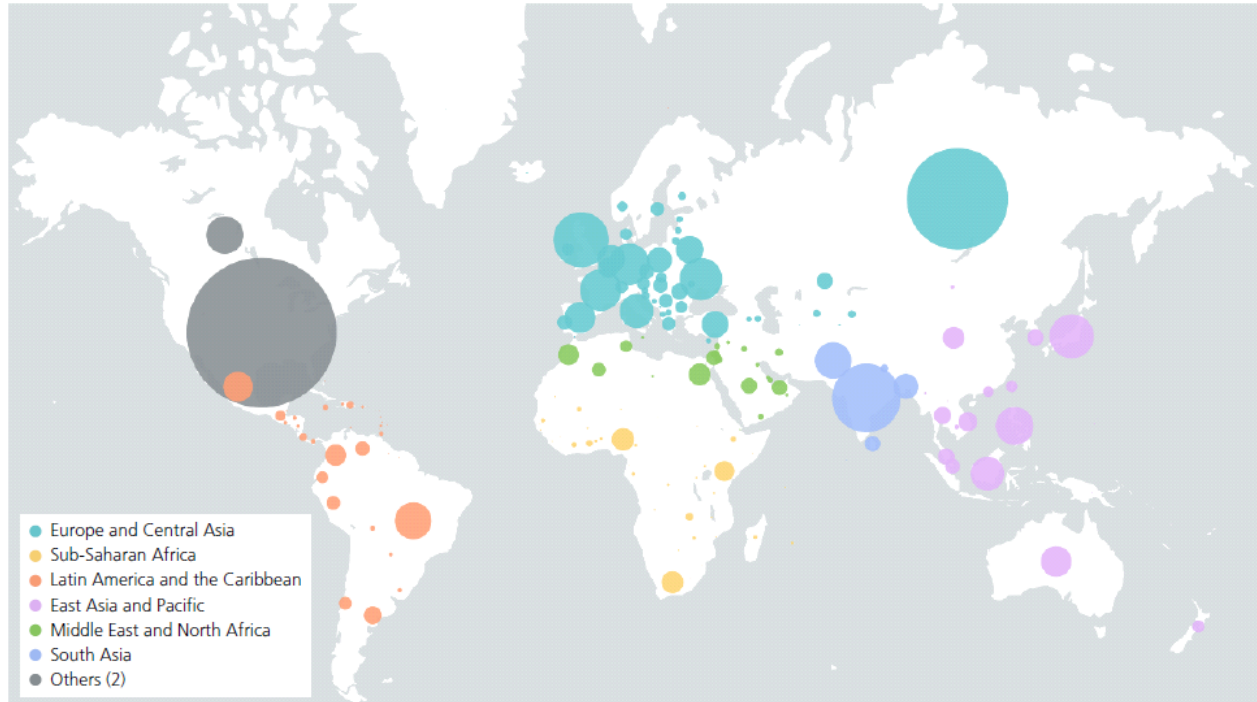 Europe and Central Asia
Sub-Saharan Africa
Latin America and the Caribbean
East Asia and Pacific
Middle East and North Africa
South Asia
Others (2)